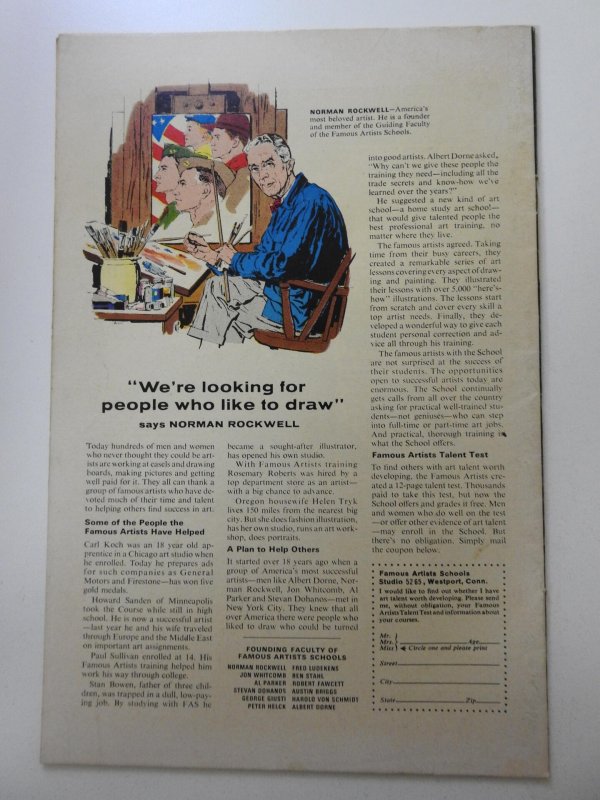 NORMAN ROCKWELL—America's
most beloved artist. He is a founder
and member of the Guiding Faculty
of the Famous Artists Schools.
"We're looking for
people who like to draw"
says NORMAN ROCKWELL
Today hundreds of men and women
who never thought they could be art-
ists are working at easels and drawing
boards, making pictures and getting
well paid for it. They all can thank a
group of famous artists who have de-
voted much of their time and talent
to helping others find success in art.
Some of the People the
Famous Artists Have Helped
Carl Koch was an 18 year old ap-
prentice in a Chicago art studio when
he enrolled. Today he prepares ads
for such companies as General
Motors and Firestone—has won five
gold medals.
Howard Sanden of Minneapolis
took the Course while still in high
school. He is now a successful artist
—last year he and his wife traveled
through Europe and the Middle East
on important art assignments.
Paul Sullivan enrolled at 14. His
Famous Artists training helped him
work his way through college.
Stan Bowen, father of three chil-
dren, was trapped in a dull, low-pay-
ing job. By studying with FAS he
became a sought-after illustrator,
has opened his own studio.
With Famous Artists training
Rosemary Roberts was hired by a
top department store as an artist—
with a big chance to advance.
Oregon housewife Helen Tryk
lives 150 miles from the nearest big
city. But she does fashion illustration,
has her own studio, runs an art work-
shop, does portraits.
A Plan to Help Others
It started over 18 years ago when a
group of America's most successful
artists—men like Albert Dorne, Nor-
man Rockwell, Jon Whitcomb, Al
Parker and Stevan Dohanos—met in
New York City. They knew that all
over America there were people who
liked to draw who could be turned
FOUNDING FACULTY OF
FAMOUS ARTISTS SCHOOLS
NORMAN ROCKWELL FRED LUDEKENS
JON WHITCOMB BEN STAHL
AL PARKER ROBERT FAWCETT
STEVAN DOHANOS AUSTIN BRIGGS
GEORGE GIUSTI HAROLD VON SCHMIDT
PETER HELCK ALBERT DORNE
into good artists. Albert Dorne asked,
"Why can't we give these people the
training they need—including all the
trade secrets and know-how we've
learned over the years?"
He suggested a new kind of art
school—a home study art school—
that would give talented people the
best professional art training, no
matter where they live.
The famous artists agreed. Taking
time from their busy careers, they
created a remarkable series of art
lessons covering every aspect of draw-
ing and painting. They illustrated
their lessons with over 5,000 "here's-
how" illustrations. The lessons start
from scratch and cover every skill a
top artist needs. Finally, they de-
veloped a wonderful way to give each
student personal correction and ad-
vice all through his training.
The famous artists with the School
are not surprised at the success of
their students. The opportunities
open to successful artists today are
enormous. The School continually
gets calls from all over the country
asking for practical well-trained stu-
dents—not geniuses—who can step
into full-time or part-time art jobs.
And practical, thorough training is
what the School offers.
Famous Artists Talent Test
To find others with art talent worth
developing, the Famous Artists cre-
ated a 12-page talent test. Thousands
paid to take this test, but now the
School offers and grades it free. Men
and women who do well on the test
—or offer other evidence of art talent
—may enroll in the School. But
there's no obligation. Simply mail
the coupon below.
Famous Artists Schools
Studio 5265, Westport, Conn.
I would like to find out whether I have
art talent worth developing. Please send
me, without obligation, your Famous
Artists Talent Test and information about
your courses.
Mr.
Mrs. Age
Miss Circle one and please print
Street
City
State Zip